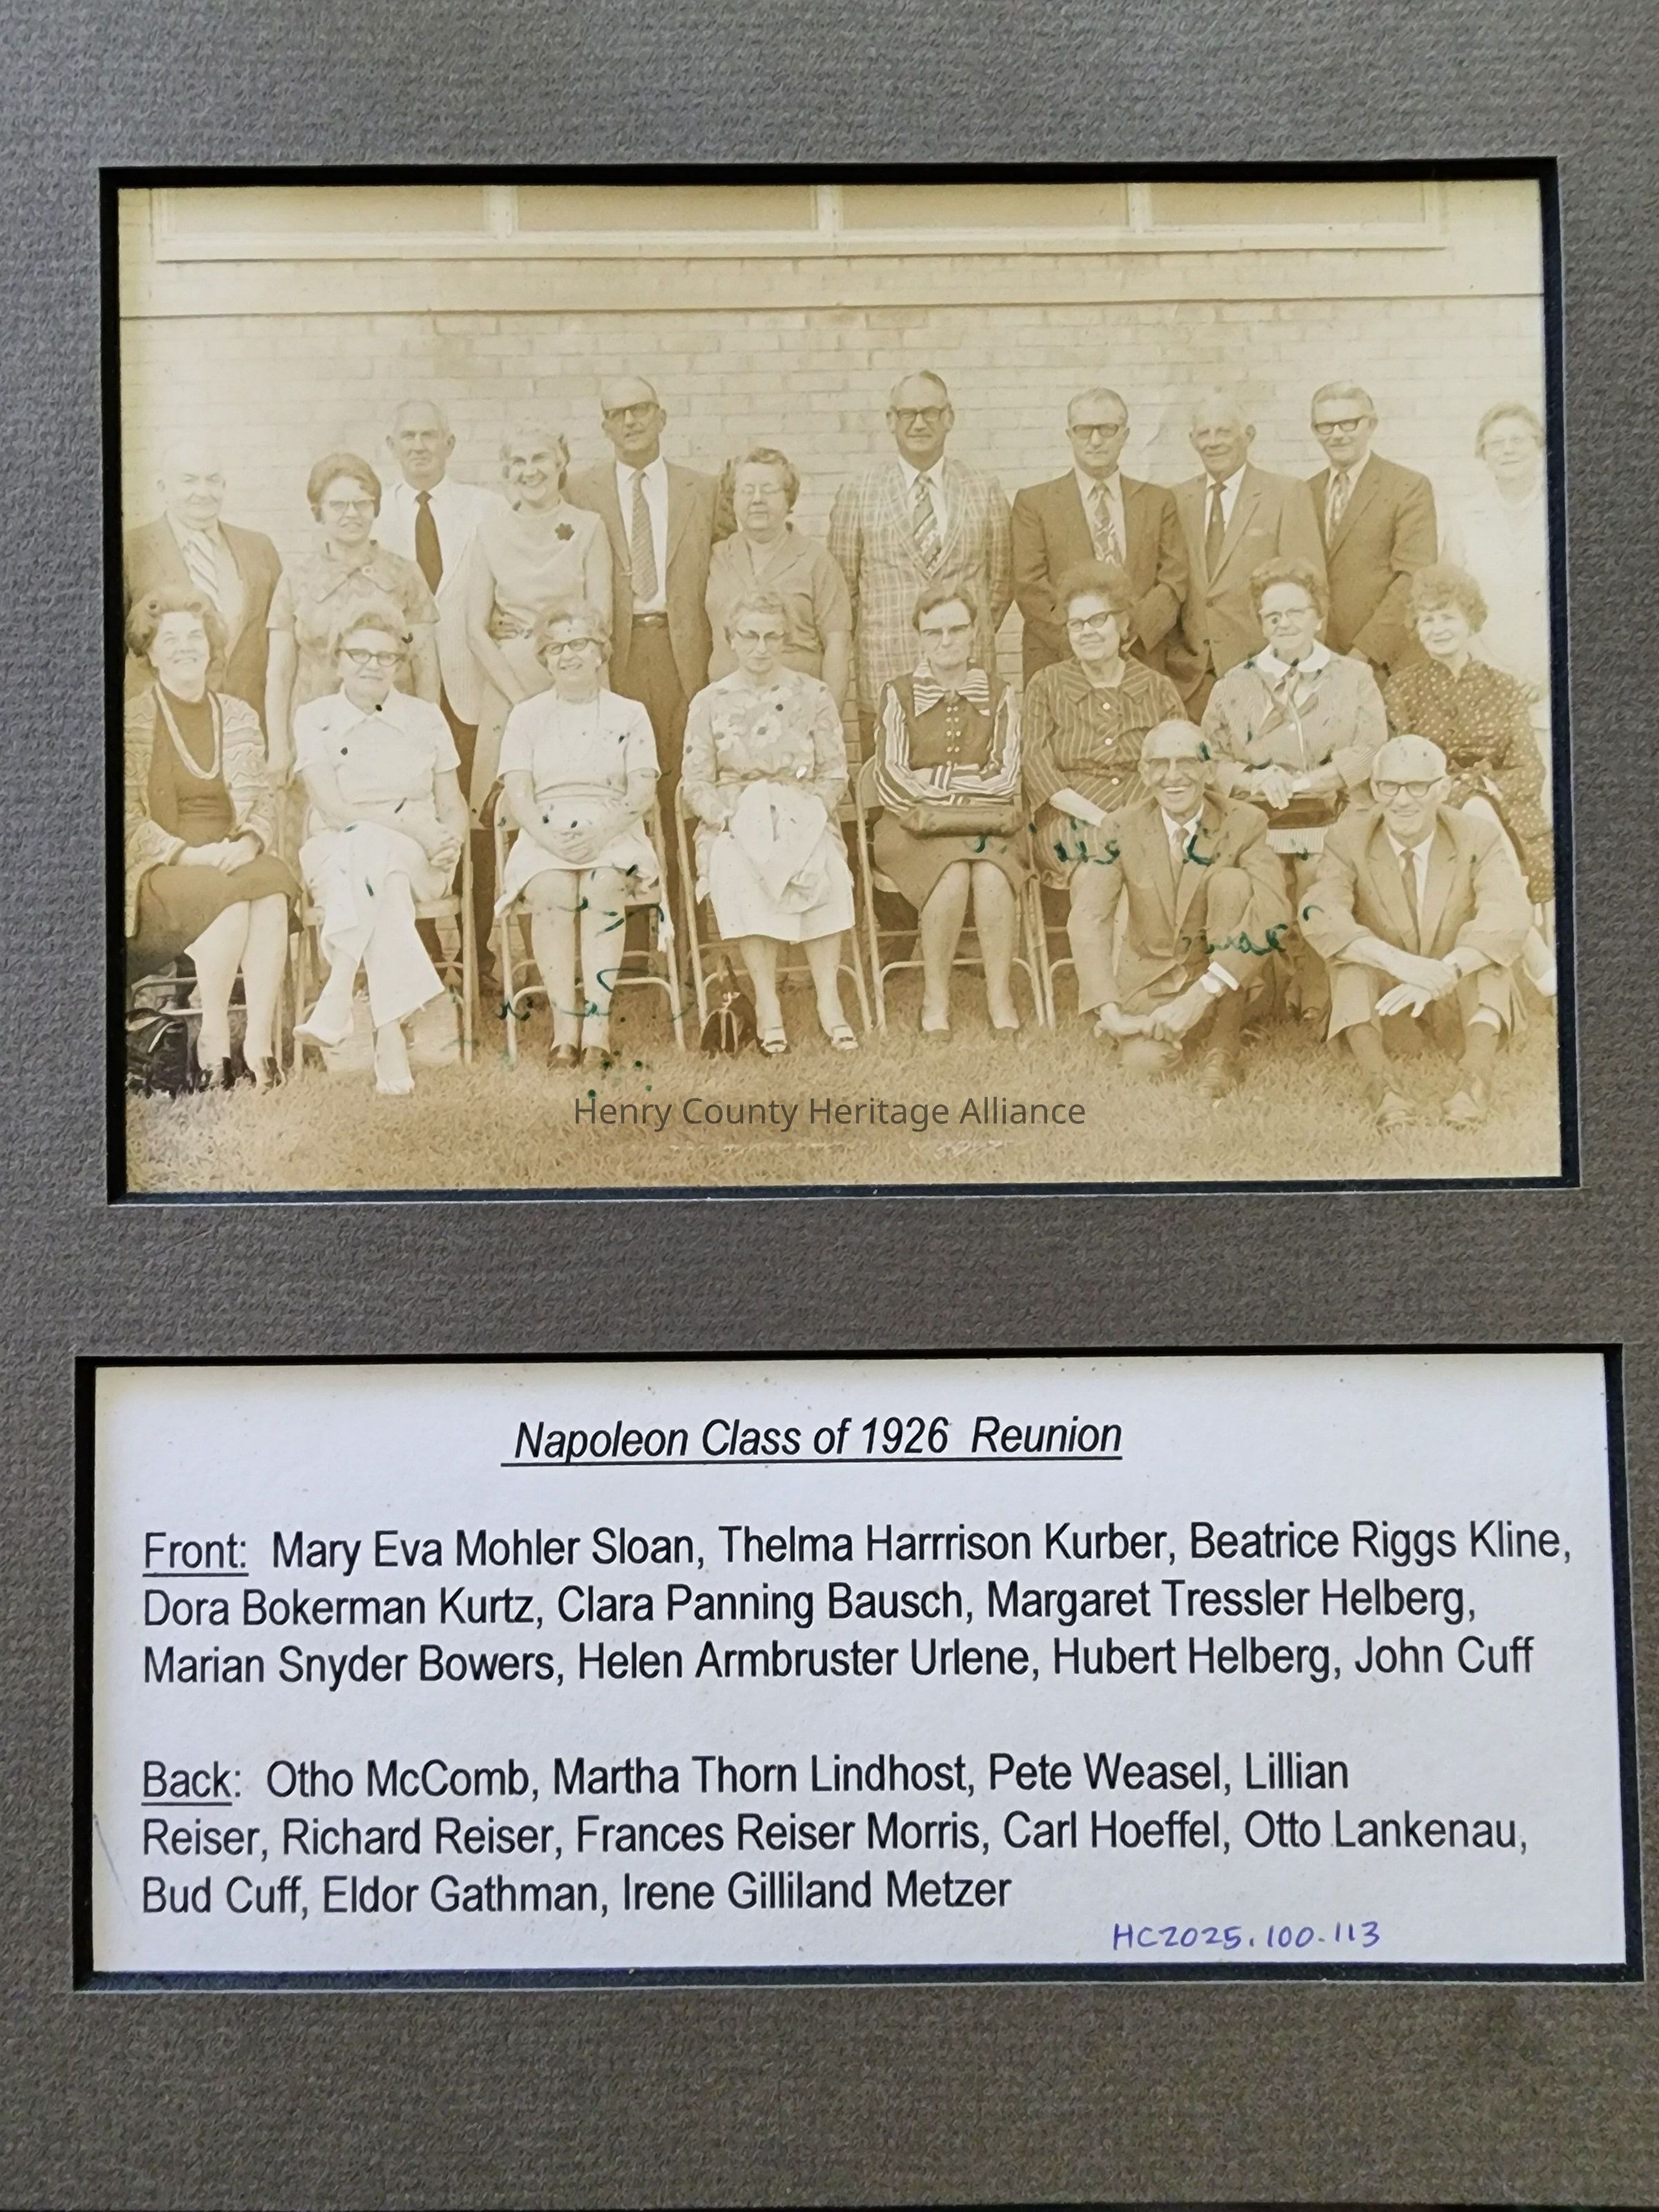 Henry County Heritage Alliance
Napoleon Class of 1926 Reunion
Front: Mary Eva Mohler Sloan, Thelma Harrrison Kurber, Beatrice Riggs Kline,
Dora Bokerman Kurtz, Clara Panning Bausch, Margaret Tressler Helberg,
Marian Snyder Bowers, Helen Armbruster Urlene, Hubert Helberg, John Cuff
Back: Otho McComb, Martha Thorn Lindhost, Pete Weasel, Lillian
Reiser, Richard Reiser, Frances Reiser Morris, Carl Hoeffel, Otto Lankenau,
Bud Cuff, Eldor Gathman, Irene Gilliland Metzer
HC2025.100.113